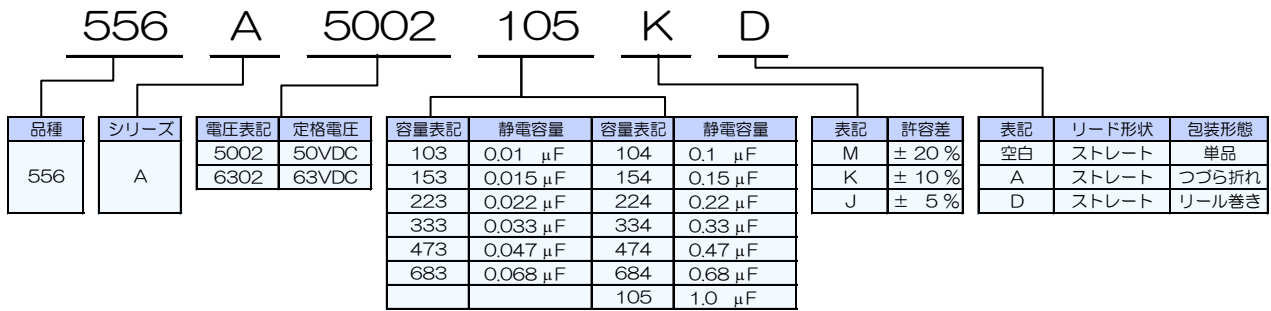 556 A 5002 105 K D
品種 シリーズ 電圧表記 定格電圧 容量表記 静電容量 容量表記 静電容量 表記 許容差 表記 リード形状 包装形態
556 A 5002 50VDC 103 0.01 μF 104 0.1 μF M ± 20 % 空白 ストレート 単品
6302 63VDC 153 0.015 μF 154 0.15 μF K ± 10 % A ストレート つづら折れ
223 0.022 μF 224 0.22 μF J ± 5 % D ストレート リール巻き
333 0.033 μF 334 0.33 μF
473 0.047 μF 474 0.47 μF
683 0.068 μF 684 0.68 μF
105 1.0 μF